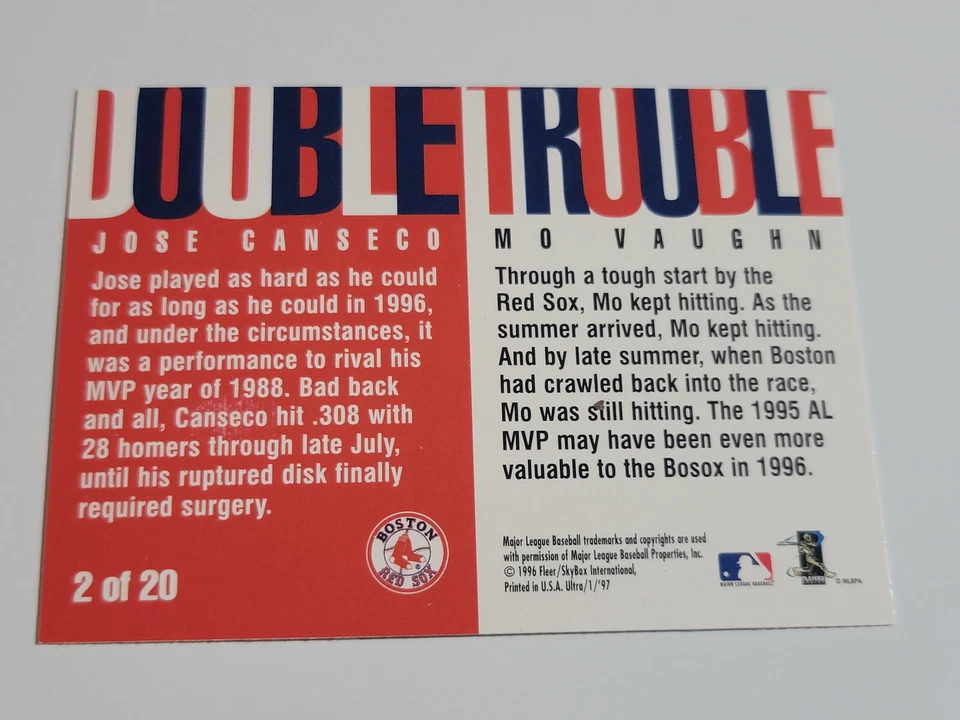 DOUBLE TROUBLE
JOSE CANSECO
Jose played as hard as he could
for as long as he could in 1996,
and under the circumstances, it
was a performance to rival his
MVP year of 1988. Bad back
and all, Canseco hit .308 with
28 homers through late July,
until his ruptured disk finally
required surgery.
2 of 20
BOSTON
RED SOX
MO VAUGHN
Through a tough start by the
Red Sox, Mo kept hitting. As the
summer arrived, Mo kept hitting.
And by late summer, when Boston
had crawled back into the race,
Mo was still hitting. The 1995 AL
MVP may have been even more
valuable to the Bosox in 1996.
Major League Baseball trademarks and copyrights are used
with permission of Major League Baseball Properties, Inc.
© 1996 Fleer/SkyBox International,
Printed in U.S.A. Ultra/1/'97
MAJOR LEAGUE BASEBALL
PLAYERS
© MLBPA